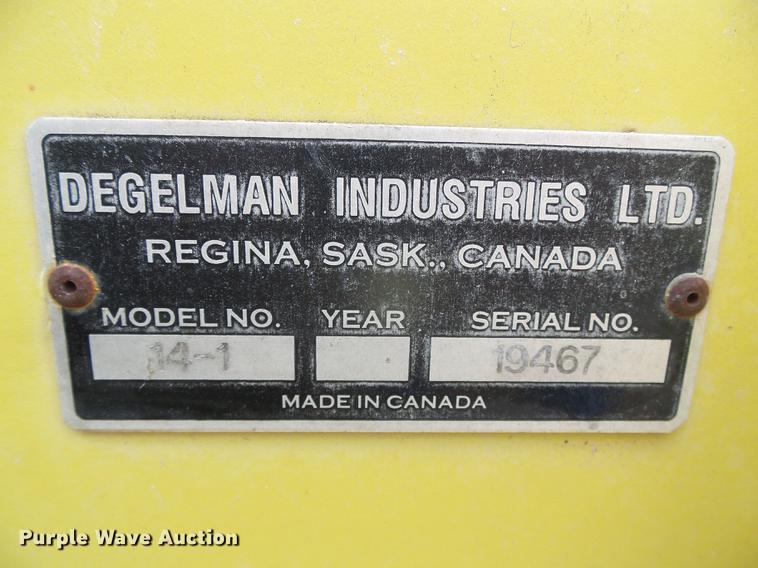 DEGELMAN INDUSTRIES LTD.
REGINA, SASK., CANADA
MODEL NO. YEAR SERIAL NO.
14-1 19467
MADE IN CANADA
Purple Wave Auction